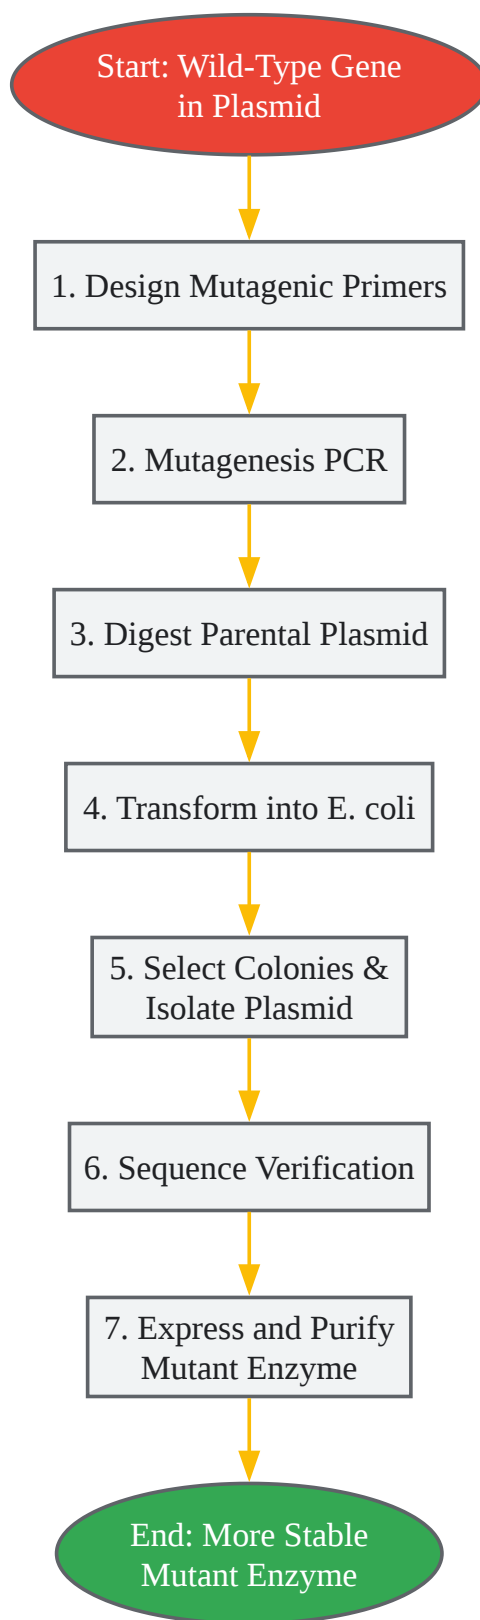 Start: Wild-Type Gene
in Plasmid
1. Design Mutagenic Primers
2. Mutagenesis PCR
3. Digest Parental Plasmid
4. Transform into E. coli
5. Select Colonies &
Isolate Plasmid
6. Sequence Verification
7. Express and Purify
Mutant Enzyme
End: More Stable
Mutant Enzyme